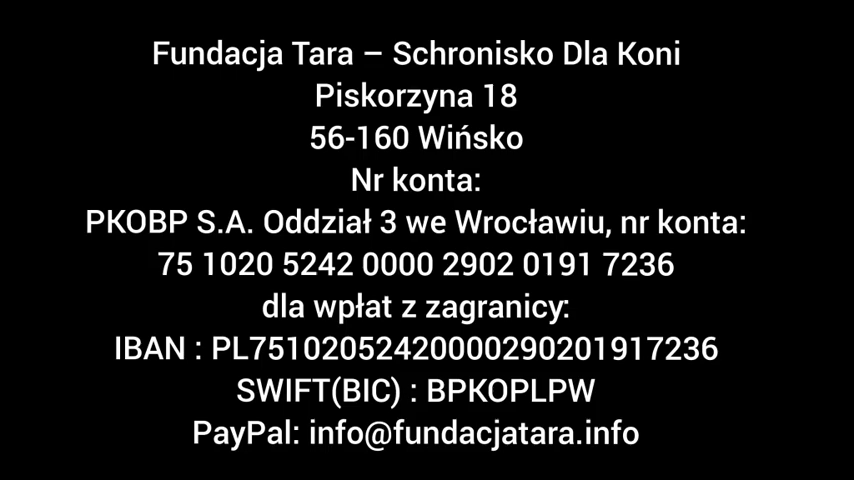 Fundacja Tara – Schronisko Dla Koni
Piskorzyna 18
56-160 Wińsko
Nr konta:
PKOBP S.A. Oddział 3 we Wrocławiu, nr konta:
75 1020 5242 0000 2902 0191 7236
dla wpłat z zagranicy:
IBAN : PL75102052420000290201917236
SWIFT(BIC) : BPKOPLPW
PayPal: info@fundacjatara.info